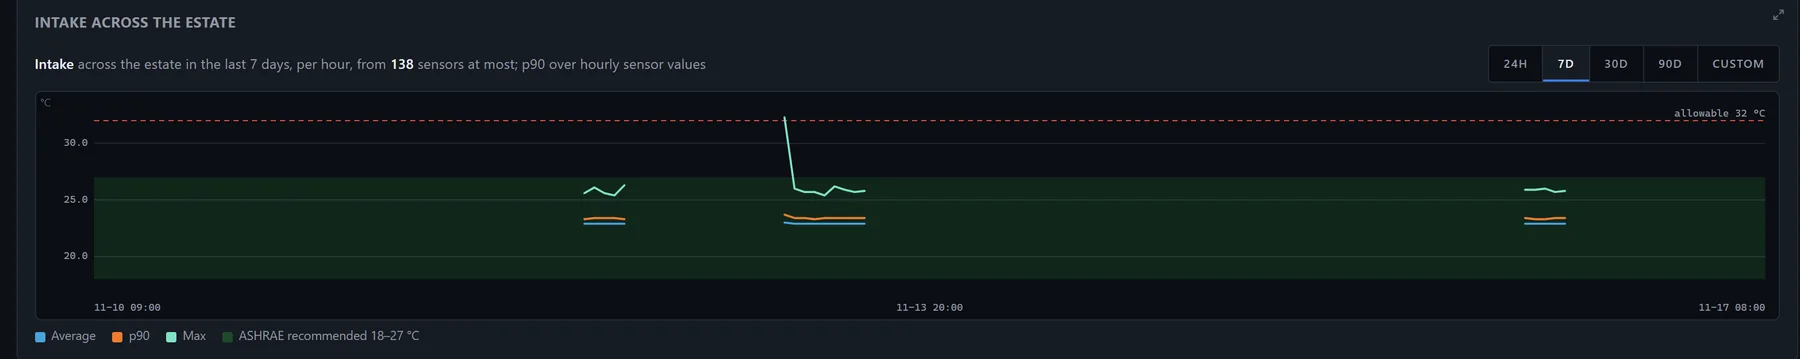 INTAKE ACROSS THE ESTATE
Intake across the estate in the last 7 days, per hour, from 138 sensors at most; p90 over hourly sensor values
24H 7D 30D 90D CUSTOM
°C
allowable 32 °C
30.0
25.0
20.0
11-10 09:00 11-13 20:00 11-17 08:00
Average p90 Max ASHRAE recommended 18–27 °C